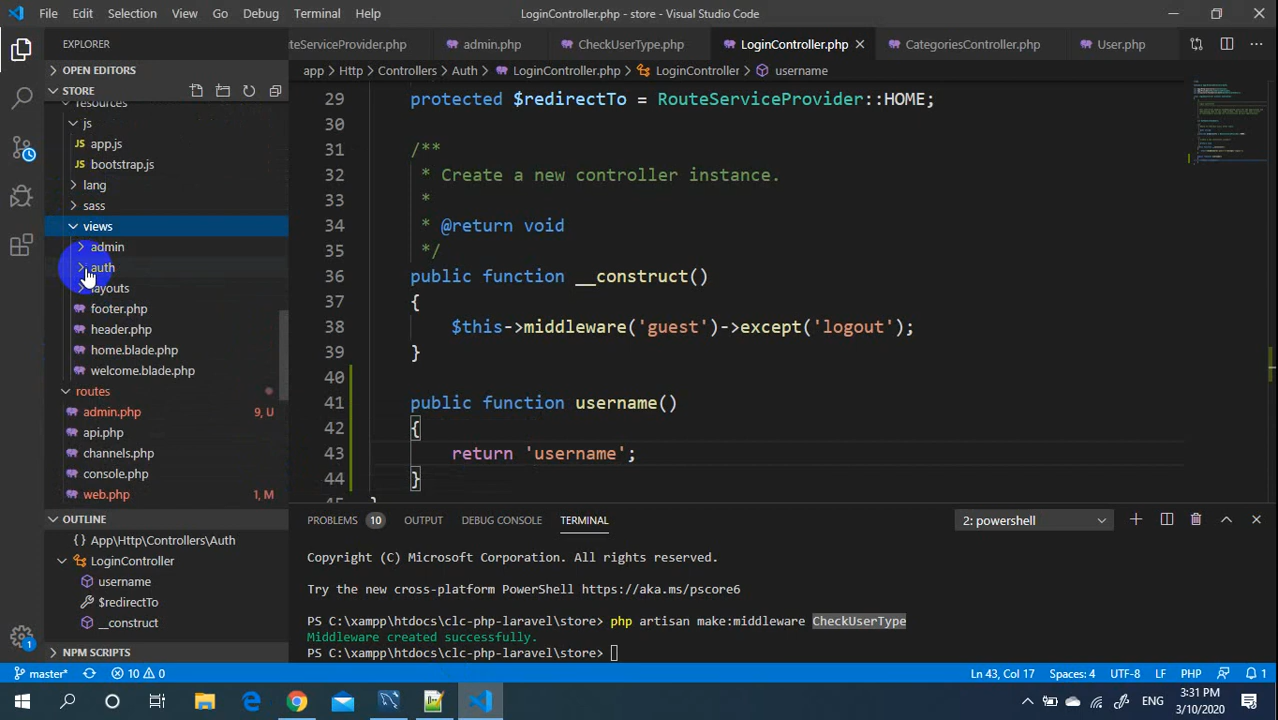 File Edit Selection View Go Debug Terminal Help LoginController.php - store - Visual Studio Code
EXPLORER
uteServiceProvider.php admin.php CheckUserType.php LoginController.php CategoriesController.php User.php
OPEN EDITORS
app > Http > Controllers > Auth > LoginController.php > LoginController > username
STORE
resources
js
app.js
bootstrap.js
lang
sass
views
admin
auth
layouts
footer.php
header.php
home.blade.php
welcome.blade.php
routes
admin.php 9, U
api.php
channels.php
console.php
web.php 1, M
29 protected $redirectTo = RouteServiceProvider::HOME;
30
31 /**
32 * Create a new controller instance.
33 *
34 * @return void
35 */
36 public function __construct()
37 {
38 $this->middleware('guest')->except('logout');
39 }
40
41 public function username()
42 {
43 return 'username';
44 }
45 }
OUTLINE
{} App\Http\Controllers\Auth
LoginController
username
$redirectTo
__construct
NPM SCRIPTS
PROBLEMS 10 OUTPUT DEBUG CONSOLE TERMINAL 2: powershell
Copyright (C) Microsoft Corporation. All rights reserved.
Try the new cross-platform PowerShell https://aka.ms/pscore6
PS C:\xampp\htdocs\clc-php-laravel\store> php artisan make:middleware CheckUserType
Middleware created successfully.
PS C:\xampp\htdocs\clc-php-laravel\store>
1
master* 10 0 Ln 43, Col 17 Spaces: 4 UTF-8 LF PHP 1
ENG 3:31 PM
3/10/2020